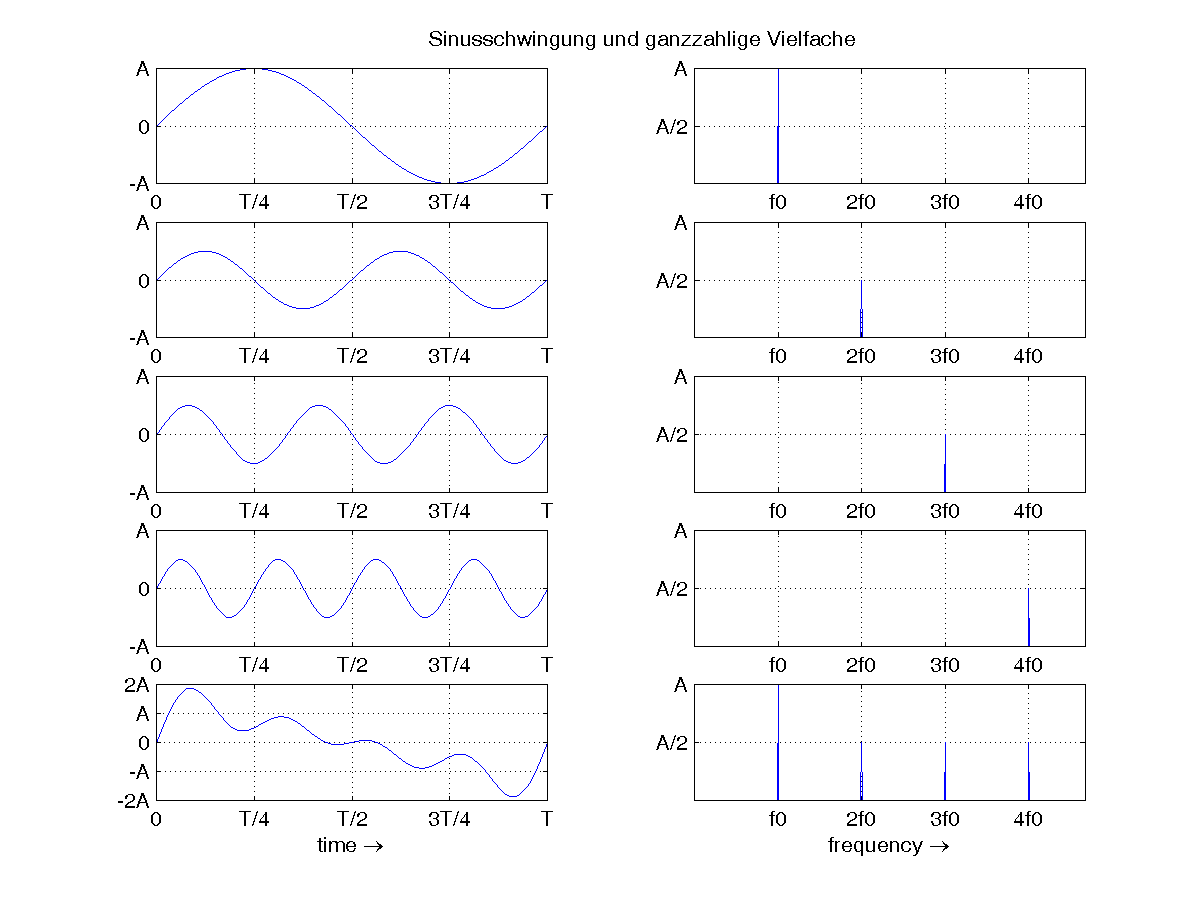 Sinusschwingung und ganzzahlige Vielfache
A
0
-A
0 T/4 T/2 3T/4 T
A
A/2
f0 2f0 3f0 4f0
A
0
-A
0 T/4 T/2 3T/4 T
A
A/2
f0 2f0 3f0 4f0
A
0
-A
0 T/4 T/2 3T/4 T
A
A/2
f0 2f0 3f0 4f0
A
0
-A
0 T/4 T/2 3T/4 T
A
A/2
f0 2f0 3f0 4f0
2A
A
0
-A
-2A
0 T/4 T/2 3T/4 T
time →
A
A/2
f0 2f0 3f0 4f0
frequency →